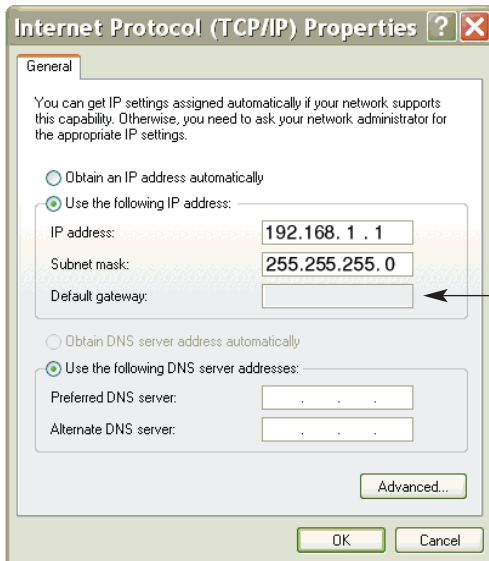 Internet Protocol (TCP/IP) Properties ? X
General
You can get IP settings assigned automatically if your network supports
this capability. Otherwise, you need to ask your network administrator for
the appropriate IP settings.
Obtain an IP address automatically
Use the following IP address:
IP address: 192.168. 1 . 1
Subnet mask: 255.255.255. 0
Default gateway:
Obtain DNS server address automatically
Use the following DNS server addresses:
Preferred DNS server: . . .
Alternate DNS server: . . .
Advanced...
OK Cancel